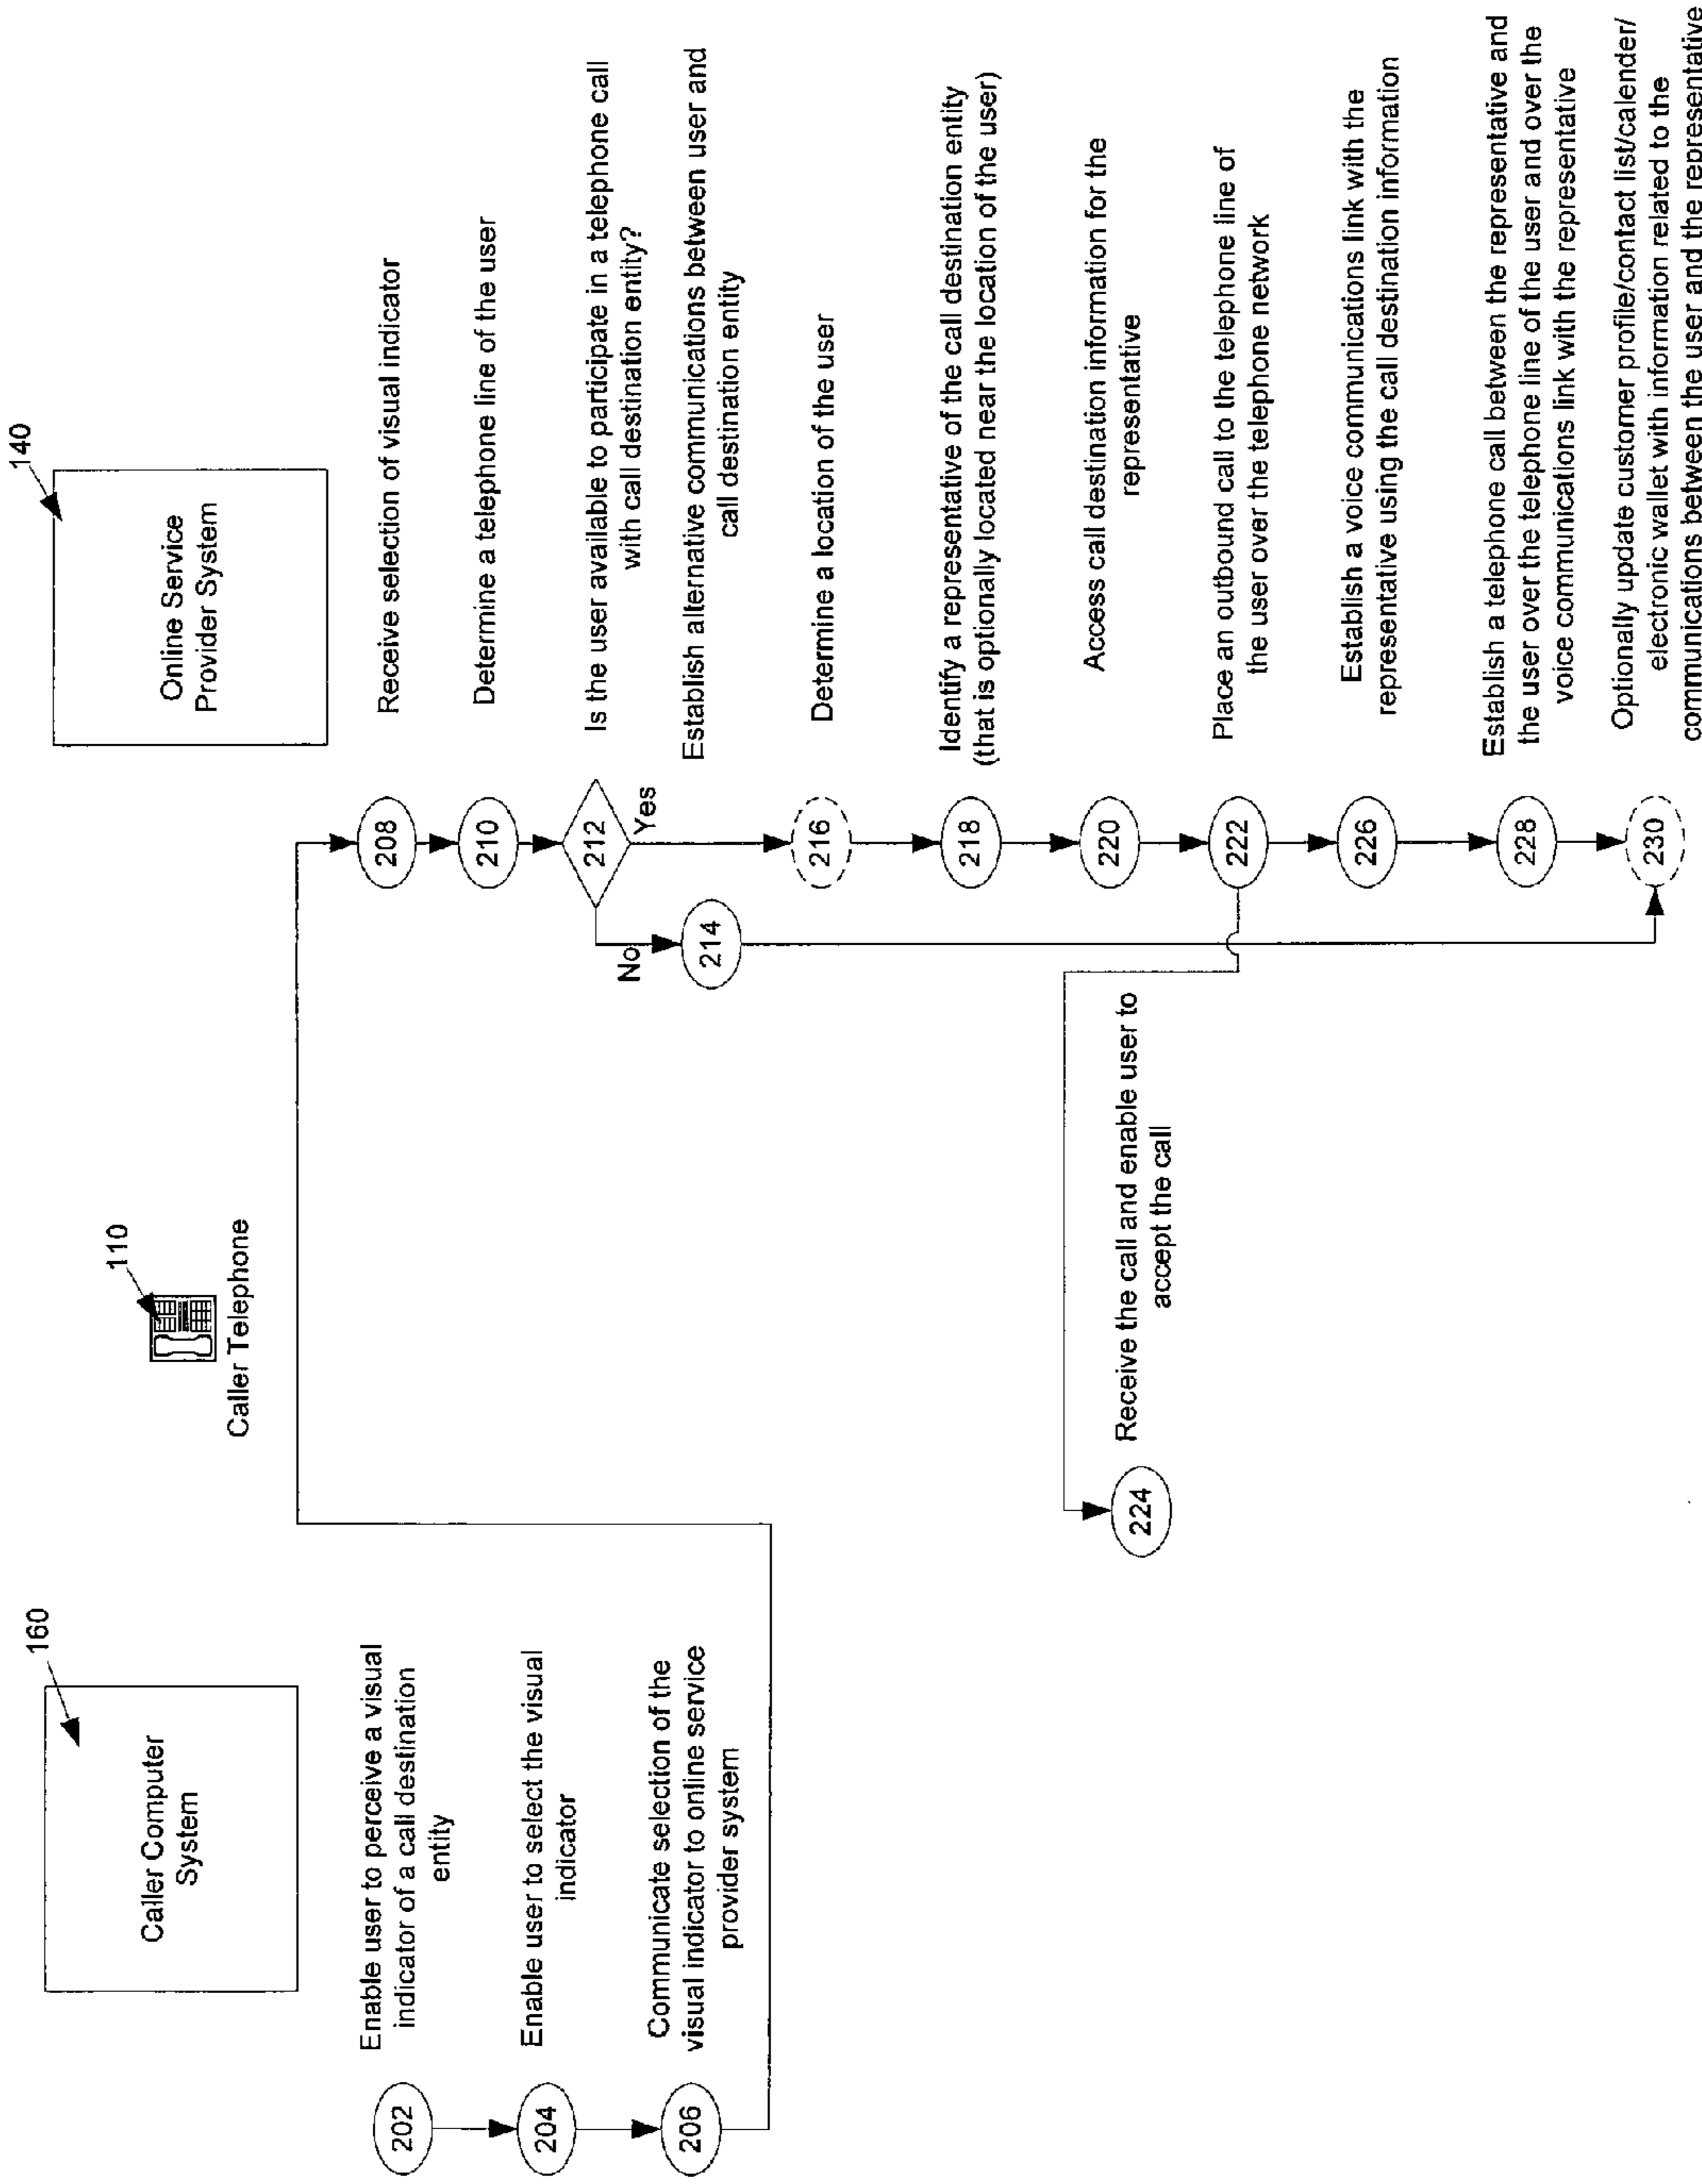 160
Caller Computer
System
110
Caller Telephone
140
Online Service
Provider System
202
Enable user to perceive a visual
indicator of a call destination
entity
204
Enable user to select the visual
indicator
206
Communicate selection of the
visual indicator to online service
provider system
208
Receive selection of visual indicator
210
Determine a telephone line of the user
212
Is the user available to participate in a telephone call
with call destination entity?
No
Yes
214
Establish alternative communications between user and
call destination entity
216
Determine a location of the user
218
Identify a representative of the call destination entity
(that is optionally located near the location of the user)
220
Access call destination information for the
representative
222
Place an outbound call to the telephone line of
the user over the telephone network
224
Receive the call and enable user to
accept the call
226
Establish a voice communications link with the
representative using the call destination information
228
Establish a telephone call between the representative and
the user over the telephone line of the user and over the
voice communications link with the representative
230
Optionally update customer profile/contact list/calender/
electronic wallet with information related to the
communications between the user and the representative